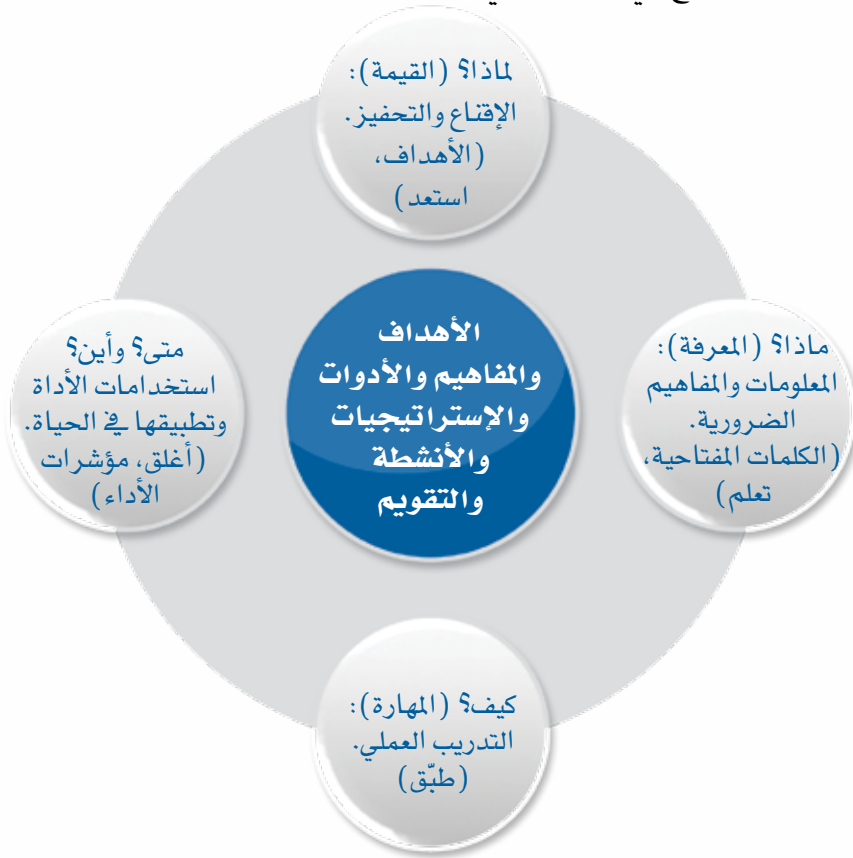 لماذا؟ (القيمة):
الإقناع والتحفيز.
(الأهداف،
استعد)
ماذا؟ (المعرفة):
المعلومات والمفاهيم
الضرورية.
(الكلمات المفتاحية،
تعلم)
الأهداف
والمفاهيم والأدوات
والإستراتيجيات
والأنشطة
والتقويم
متى؟ وأين؟
استخدامات الأداة
وتطبيقها في الحياة.
(أغلق، مؤشرات
الأداء)
كيف؟ (المهارة):
التدريب العملي.
(طبّق)